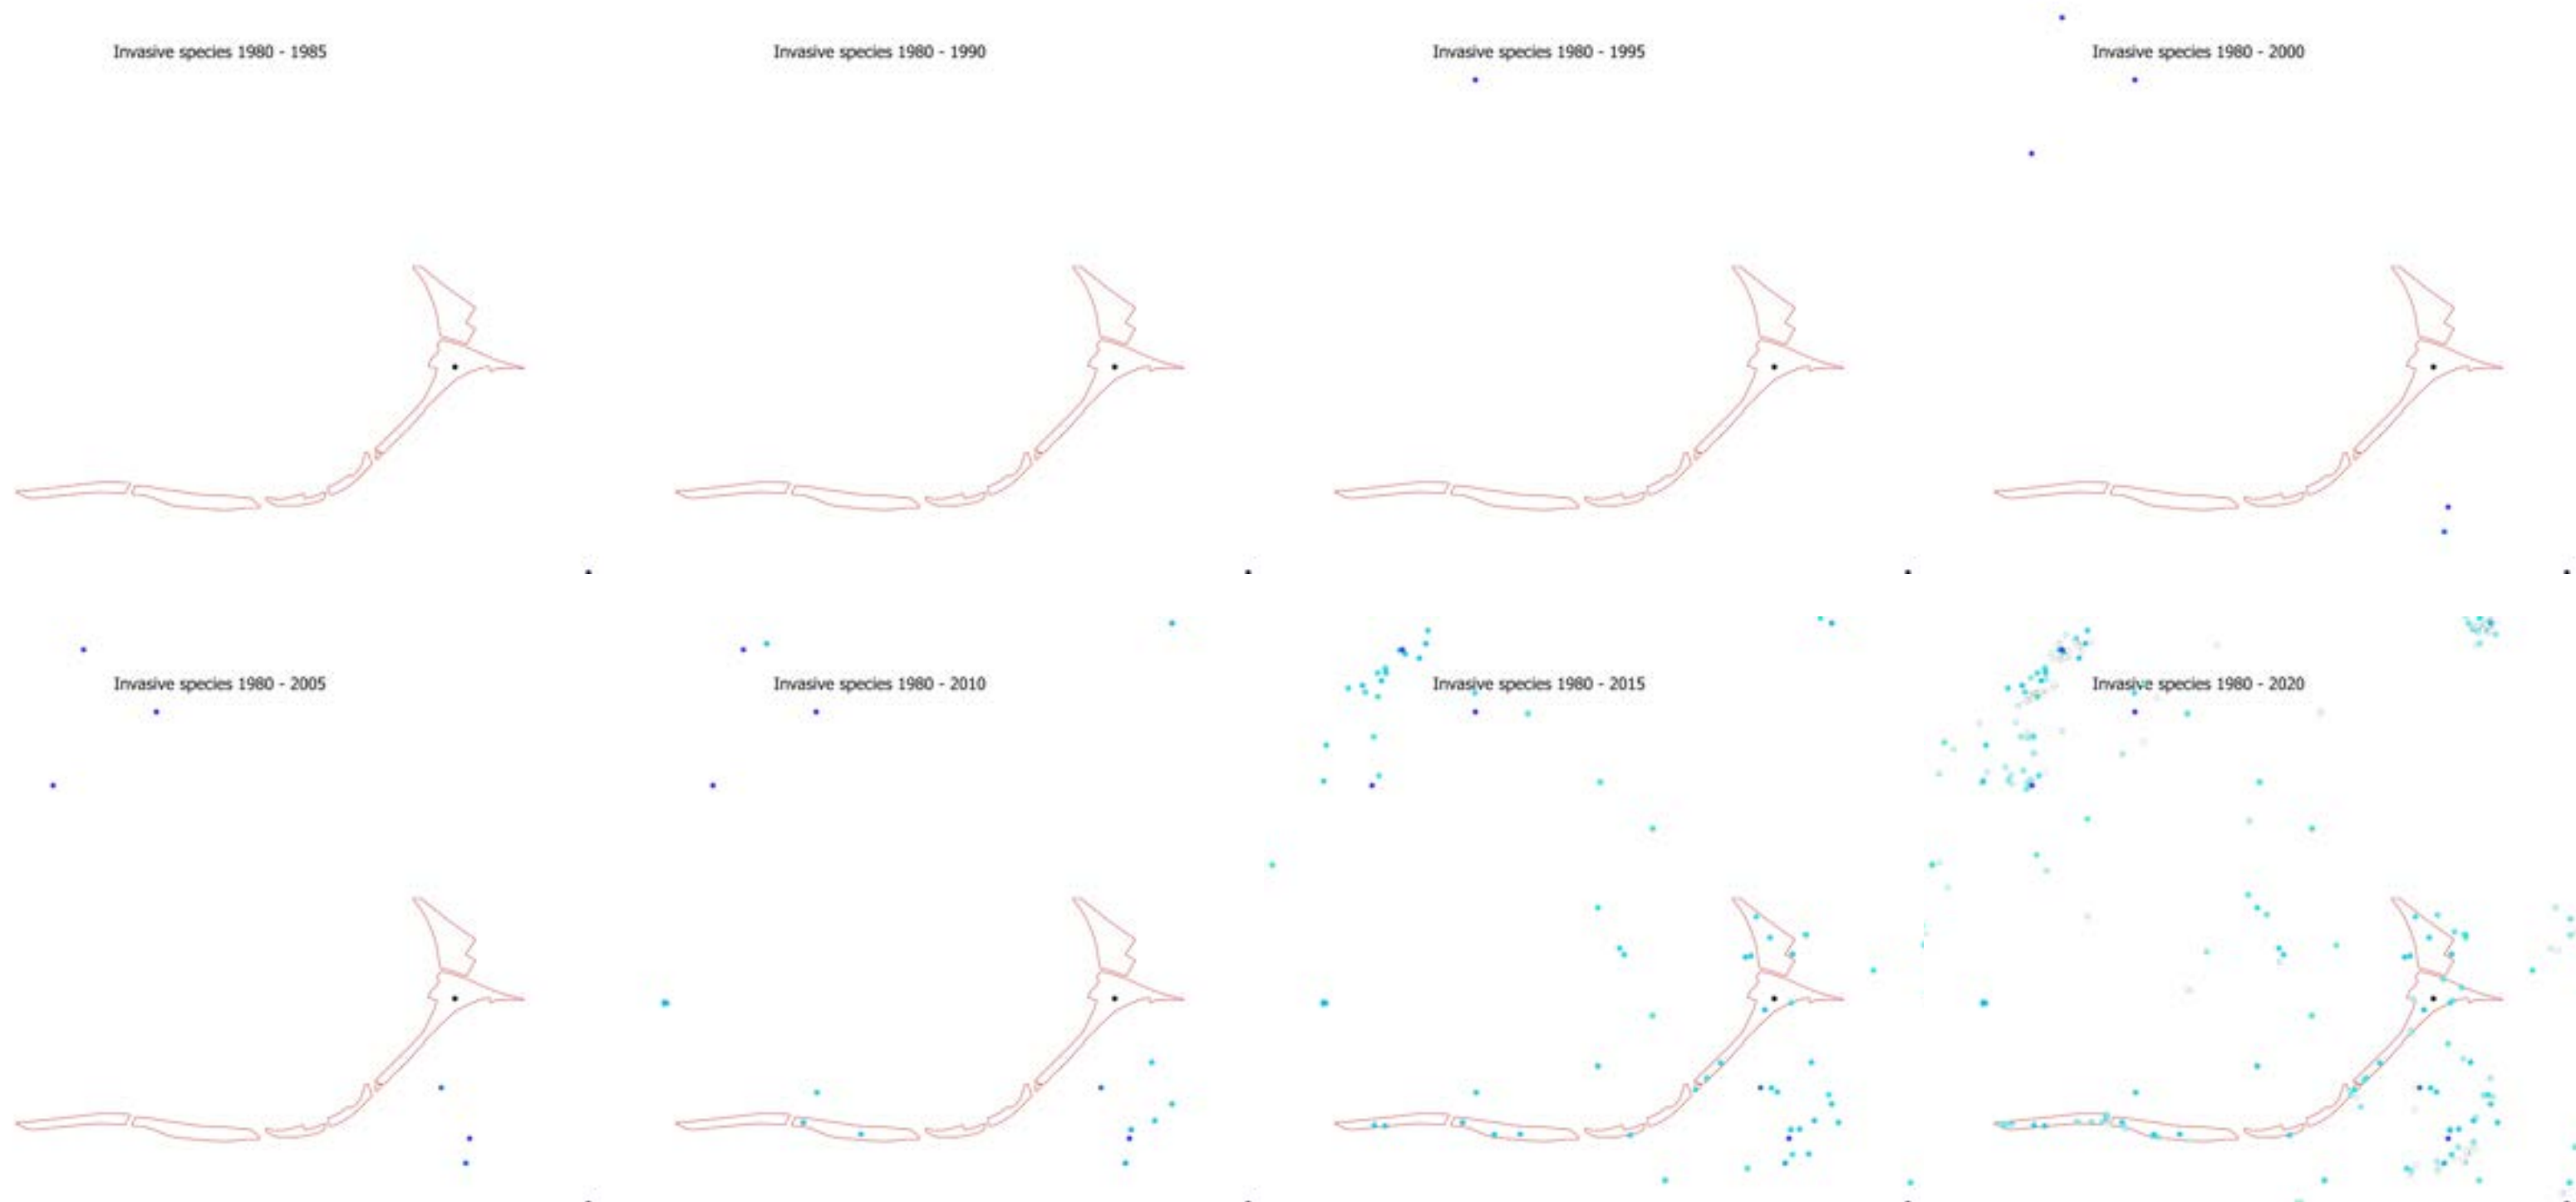 Invasive species 1980 - 1985
Invasive species 1980 - 1990
Invasive species 1980 - 1995
Invasive species 1980 - 2000
Invasive species 1980 - 2005
Invasive species 1980 - 2010
Invasive species 1980 - 2015
Invasive species 1980 - 2020